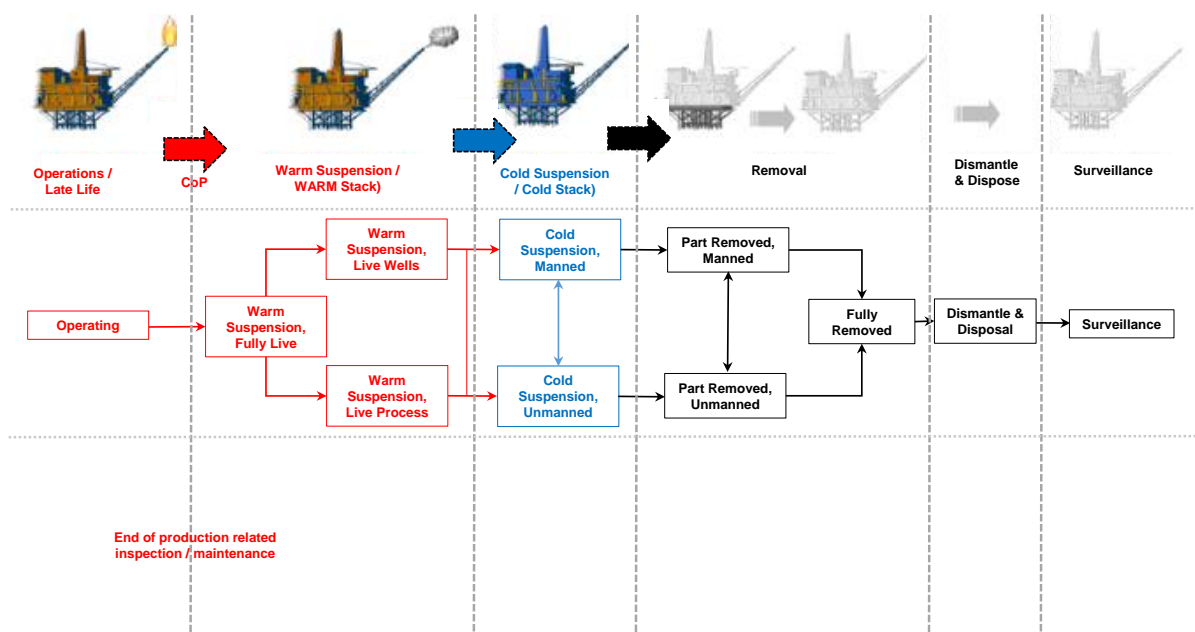 Operations /
Late Life
CoP
Warm Suspension /
WARM Stack)
Cold Suspension
/ Cold Stack)
Removal
Dismantle
& Dispose
Surveillance
Warm
Suspension,
Live Wells
Cold
Suspension,
Manned
Part Removed,
Manned
Operating
Warm
Suspension,
Fully Live
Fully
Removed
Dismantle &
Disposal
Surveillance
Warm
Suspension,
Live Process
Cold
Suspension,
Unmanned
Part Removed,
Unmanned
End of production related
inspection / maintenance